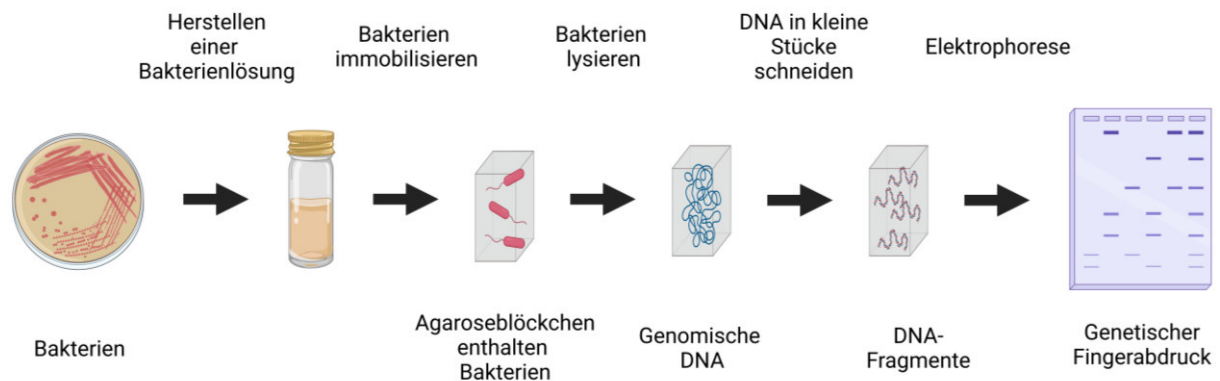 Herstellen
einer
Bakterienlösung
Bakterien
immobilisieren
Bakterien
lysieren
DNA in kleine
Stücke
schneiden
Elektrophorese
Bakterien
Agaroseblöckchen
enthalten
Bakterien
Genomische
DNA
DNA-
Fragmente
Genetischer
Fingerabdruck